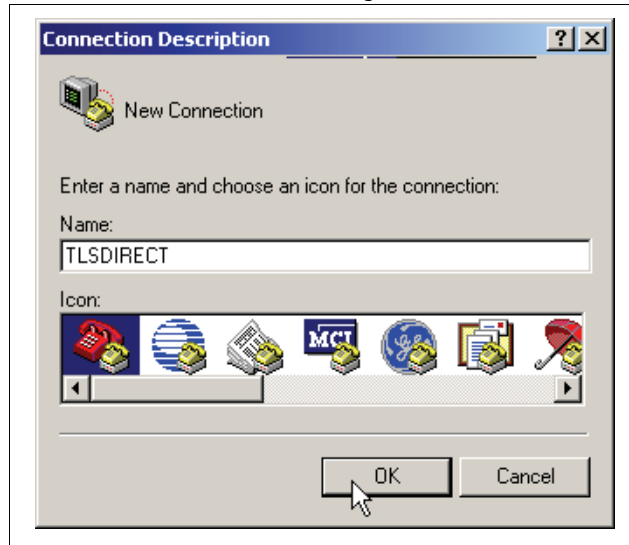 Connection Description
New Connection
Enter a name and choose an icon for the connection:
Name:
TLSDIRECT
Icon:
MCI
OK
Cancel